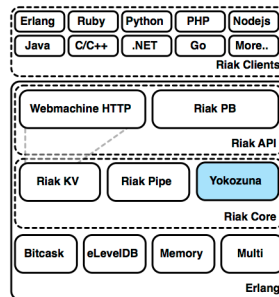 Erlang Ruby Python PHP Nodejs
Java C/C++ .NET Go More..
Riak Clients
Webmachine HTTP Riak PB
Riak API
Riak KV Riak Pipe Yokozuna
Riak Core
Bitcask eLevelDB Memory Multi
Erlang